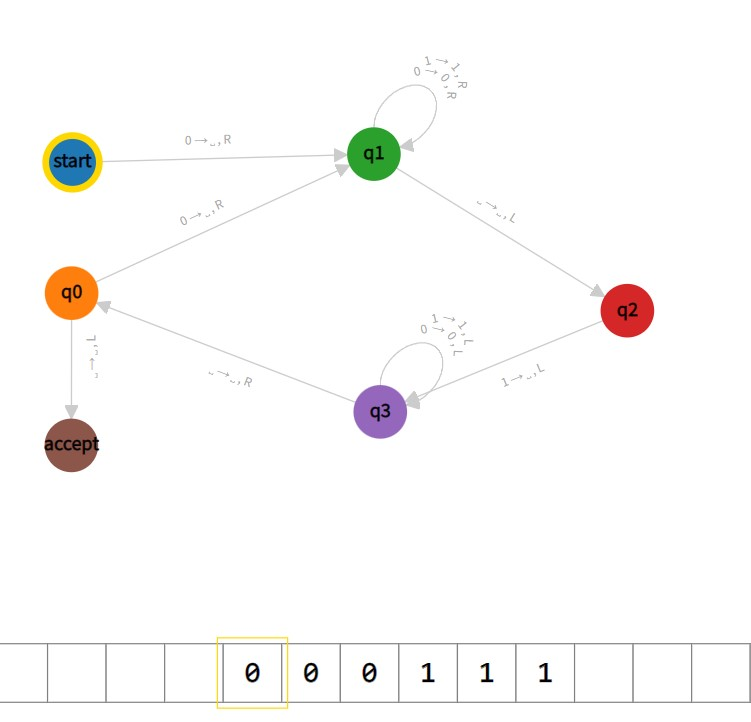 1→1,R
0→0,R
start
0→␣,R
q1
0→␣,R
␣→␣,L
q0
q2
1→1,L
0→0,L
␣→␣,L
␣→␣,R
1→␣,L
q3
accept
0 0 0 1 1 1